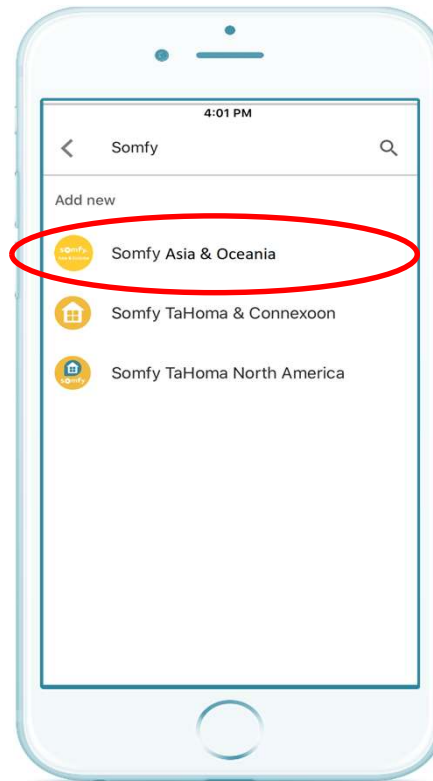 4:01 PM
Somfy
Add new
somfy
Somfy Asia & Oceania
Somfy TaHoma & Connexoon
somfy
Somfy TaHoma North America